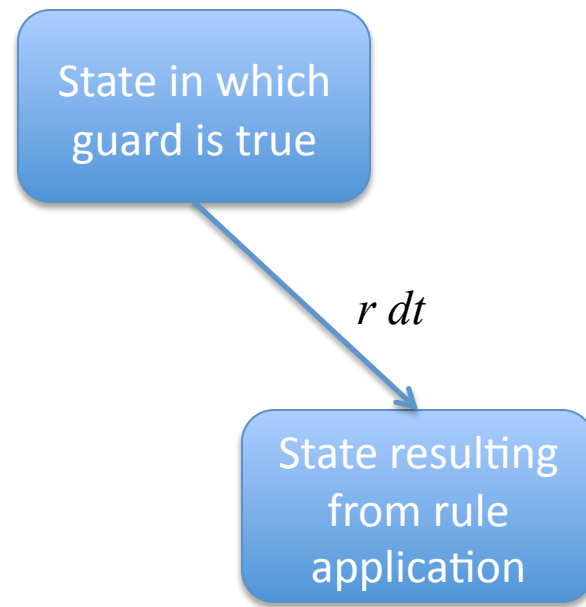 State in which
guard is true
r dt
State resulting
from rule
application